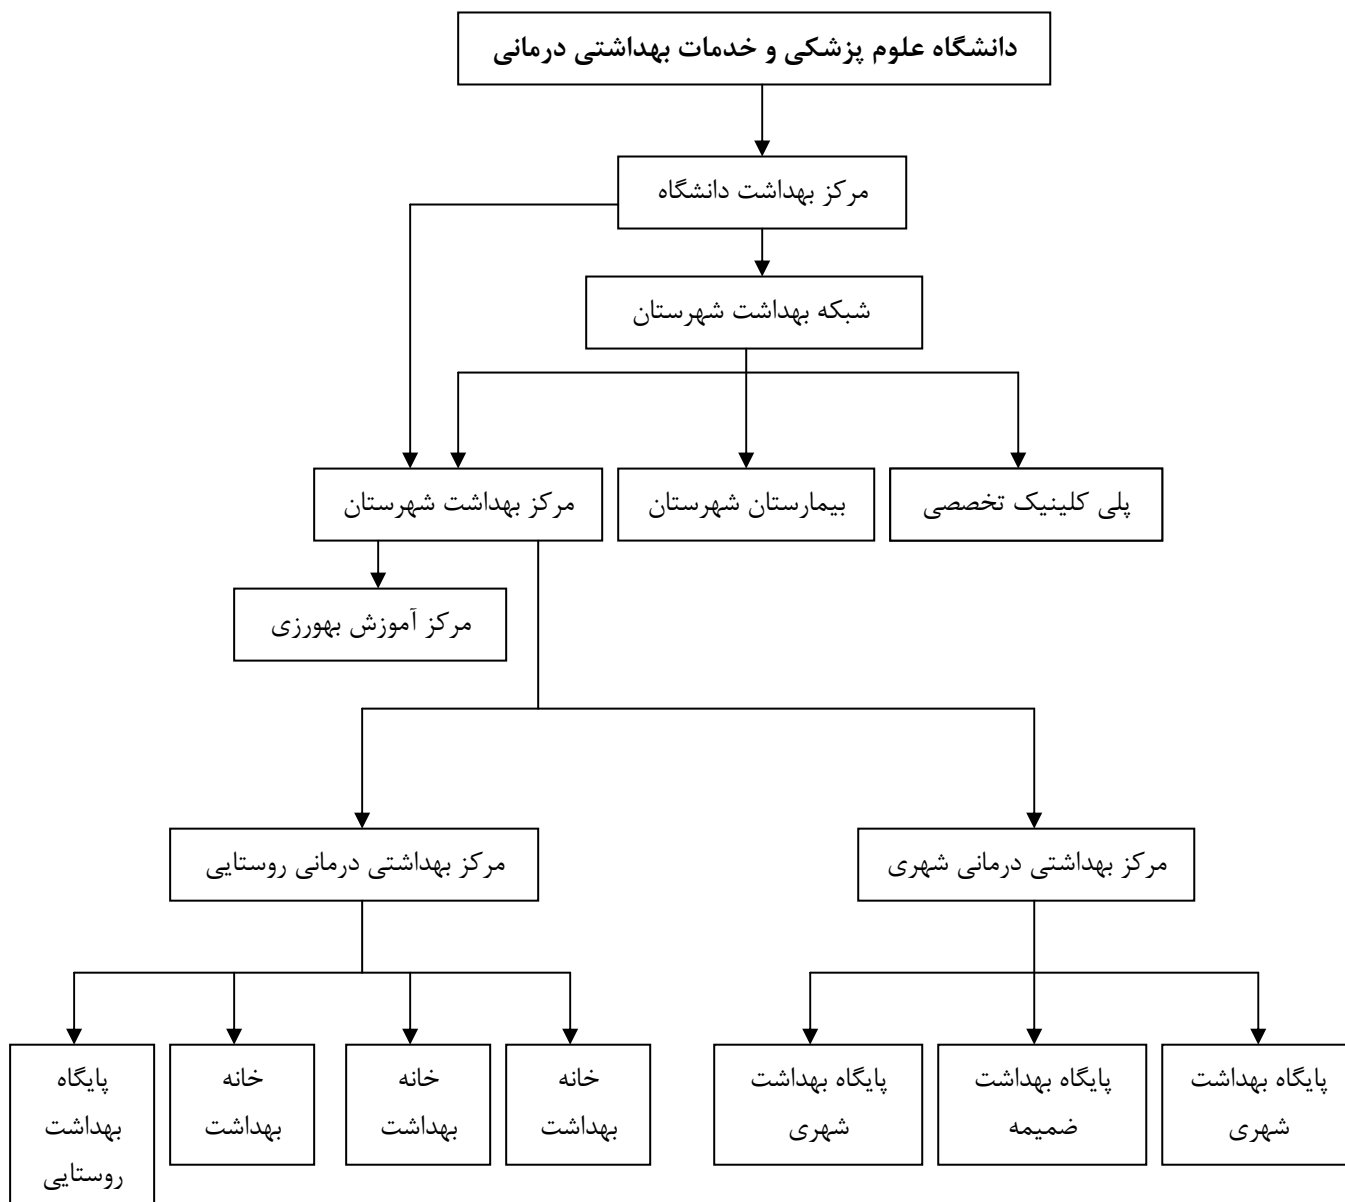 دانشگاه علوم پزشکی و خدمات بهداشتی درمانی
مرکز بهداشت دانشگاه
شبکه بهداشت شهرستان
پلی کلینیک تخصصی
بیمارستان شهرستان
مرکز بهداشت شهرستان
مرکز آموزش بهورزی
مرکز بهداشتی درمانی شهری
مرکز بهداشتی درمانی روستایی
پایگاه بهداشت
شهری
پایگاه بهداشت
ضمیمه
پایگاه بهداشت
شهری
خانه
بهداشت
خانه
بهداشت
خانه
بهداشت
پایگاه
بهداشت
روستایی